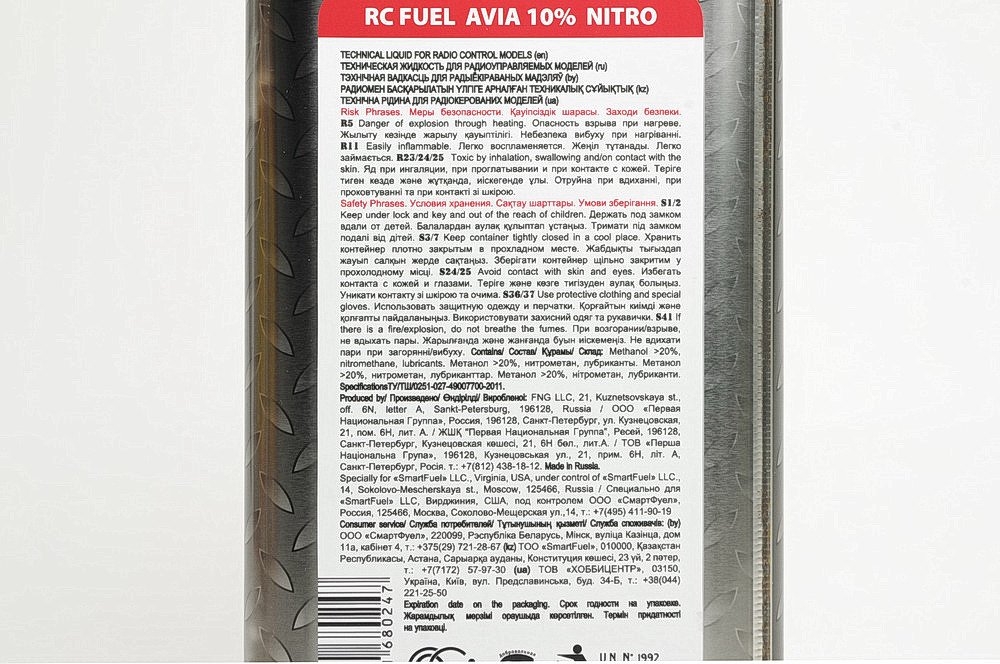 RC FUEL AVIA 10% NITRO
TECHNICAL LIQUID FOR RADIO CONTROL MODELS (en)
ТЕХНИЧЕСКАЯ ЖИДКОСТЬ ДЛЯ РАДИОУПРАВЛЯЕМЫХ МОДЕЛЕЙ (ru)
ТЭХНІЧНАЯ ВАДКАСЦЬ ДЛЯ РАДЫЁКІРАВАНЫХ МАДЭЛЯЎ (by)
РАДИОМЕН БАСҚАРЫЛАТЫН ҮЛГІГЕ АРНАЛҒАН ТЕХНИКАЛЫҚ СҰЙЫҚТЫҚ (kz)
ТЕХНІЧНА РІДИНА ДЛЯ РАДІОКЕРОВАНИХ МОДЕЛЕЙ (ua)
Risk Phrases. Меры безопасности. Қауіпсіздік шарасы. Заходи безпеки.
R5 Danger of explosion through heating. Опасность взрыва при нагреве.
Жылыту кезінде жарылу қауіптілігі. Небезпека вибуху при нагріванні.
R11 Easily inflammable. Легко воспламеняется. Жеңіл тұтанады. Легко
займається. R23/24/25 Toxic by inhalation, swallowing and/on contact with the
skin. Яд при ингаляции, при проглатывании и при контакте с кожей. Теріге
тиген кезде және жұтқанда, иіскегенде улы. Отруйна при вдиханні, при
проковтуванні та при контакті зі шкірою.
Safety Phrases. Условия хранения. Сақтау шарттары. Умови зберігання. S1/2
Keep under lock and key and out of the reach of children. Держать под замком
вдали от детей. Балалардан аулақ құлыптап ұстаңыз. Тримати під замком
подалі від дітей. S3/7 Keep container tightly closed in a cool place. Хранить
контейнер плотно закрытым в прохладном месте. Жабдықты тығыздап
жауып салқын жерде сақтаңыз. Зберігати контейнер щільно закритим у
прохолодному місці. S24/25 Avoid contact with skin and eyes. Избегать
контакта с кожей и глазами. Теріге және көзге тигізуден аулақ болыңыз.
Уникати контакту зі шкірою та очима. S36/37 Use protective clothing and special
gloves. Использовать защитную одежду и перчатки. Қорғайтын киімді және
қолғапты пайдаланыңыз. Використовувати захисний одяг та рукавички. S41 If
there is a fire/explosion, do not breathe the fumes. При возгорании/взрыве,
не вдыхать пары. Жарылғанда және жанғанда буын иіскемеңіз. Не вдихати
пари при загорянні/вибуху. Contains/ Состав/ Құрамы/ Склад: Methanol >20%,
nitromethane, lubricants. Метанол >20%, нитрометан, лубриканты. Метанол
>20%, нитрометан, лубриканттар. Метанол >20%, нітрометан, лубриканти.
SpecificationsТУ/ТШ/0251-027-49007700-2011.
Produced by/ Произведено/ Өндірілді/ Виробленої: FNG LLC, 21, Kuznetsovskaya st.,
off. 6N, letter A, Sankt-Petersburg, 196128, Russia / ООО «Первая
Национальная Группа», Россия, 196128, Санкт-Петербург, ул. Кузнецовская,
21, пом. 6Н, лит. А. / ЖШҚ "Первая Национальная Группа", Ресей, 196128,
Санкт-Петербург, Кузнецовская көшесі, 21, 6Н бөл., лит.А. / ТОВ «Перша
Національна Група», 196128, Кузнецовськая ул., 21, прим. 6Н, літ. А,
Санкт-Петербург, Росія. т.: +7(812) 438-18-12. Made in Russia.
Specially for «SmartFuel» LLC., Virginia, USA, under control of «SmartFuel» LLC.,
14, Sokolovo-Mescherskaya st., Moscow, 125466, Russia / Специально для
«SmartFuel» LLC, Вирджиния, США, под контролем ООО «СмартФуел»,
Россия, 125466, Москва, Соколово-Мещерская ул.,14, т.: +7(495) 411-90-19
Consumer service/ Служба потребителей/ Тұтынушының қызметі/ Служба споживачів: (by)
ООО «СмартФуел», 220099, Рэспубліка Беларусь, Мінск, вуліца Казінца, дом
11а, кабінет 4, т.: +375(29) 721-28-67 (kz) ТОО «SmartFuel», 010000, Қазақстан
Республикасы, Астана, Сарыарқа ауданы, Конституция көшесі, 23 үй, 2 пәтер,
т.: +7(7172) 57-97-30 (ua) ТОВ «ХОББИЦЕНТР», 03150,
Україна, Київ, вул. Предславинська, буд. 34-Б, т.: +38(044)
221-25-50
Expiration date on the packaging. Срок годности на упаковке.
Жарамдылық мерзімі орауышда көрсетілген. Термін придатності
на упаковці.
680247
Добровольная
UN N° 1992